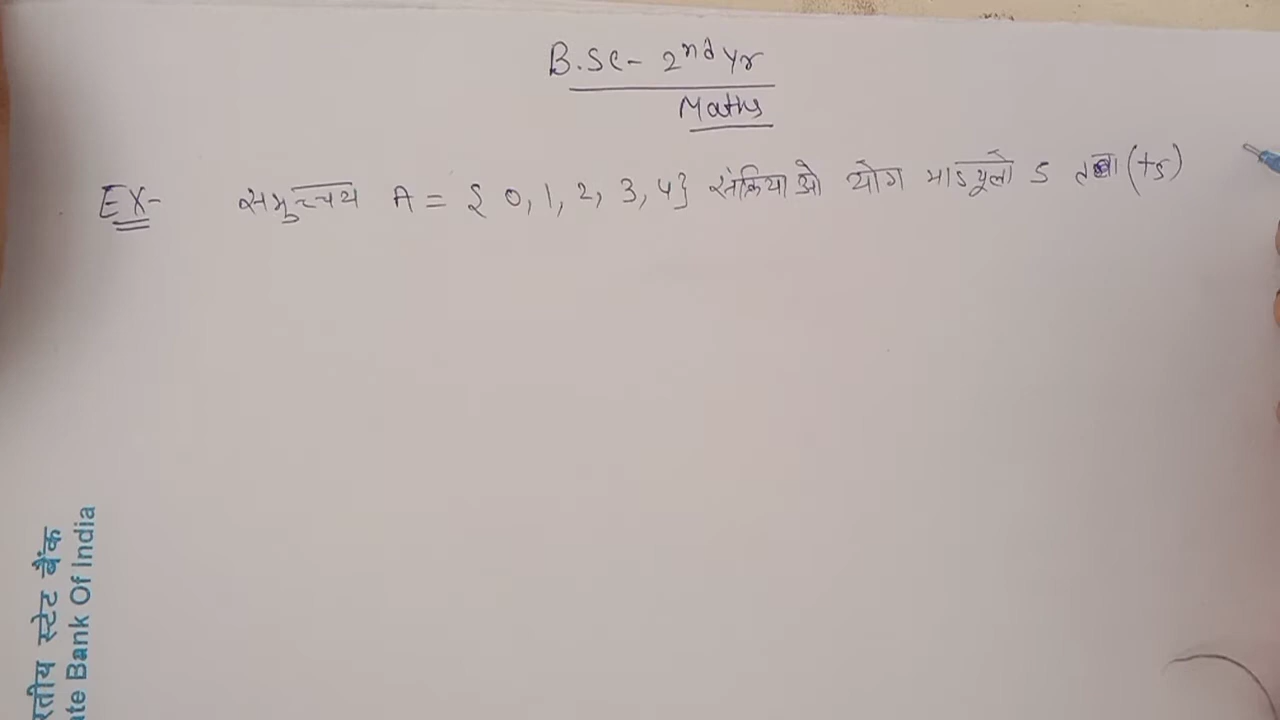 B.Sc- 2nd yr
Maths
EX- समुच्चय A = { 0, 1, 2, 3, 4} संक्रियाओ योग माड्यूलो 5 तथा (+5)
रतीय स्टेट बैंक
ate Bank Of India